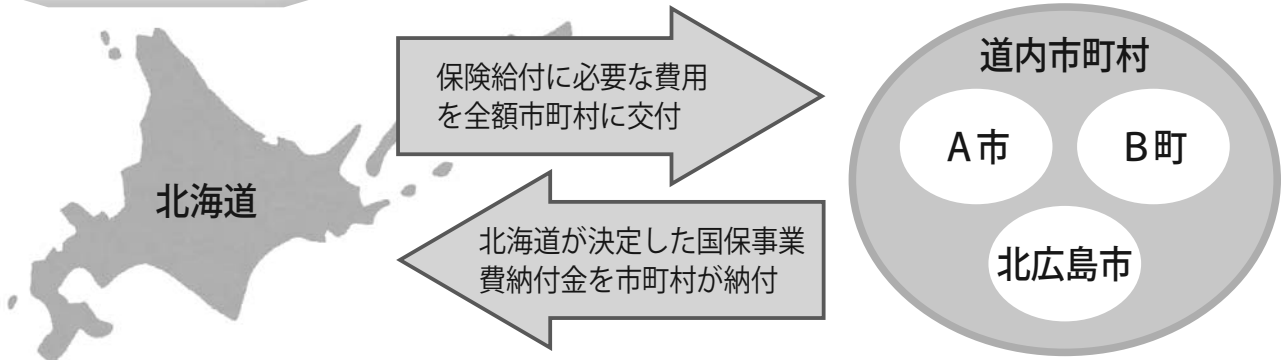 保険給付に必要な費用
を全額市町村に交付
道内市町村
A市
B町
北海道
北海道が決定した国保事業
費納付金を市町村が納付
北広島市